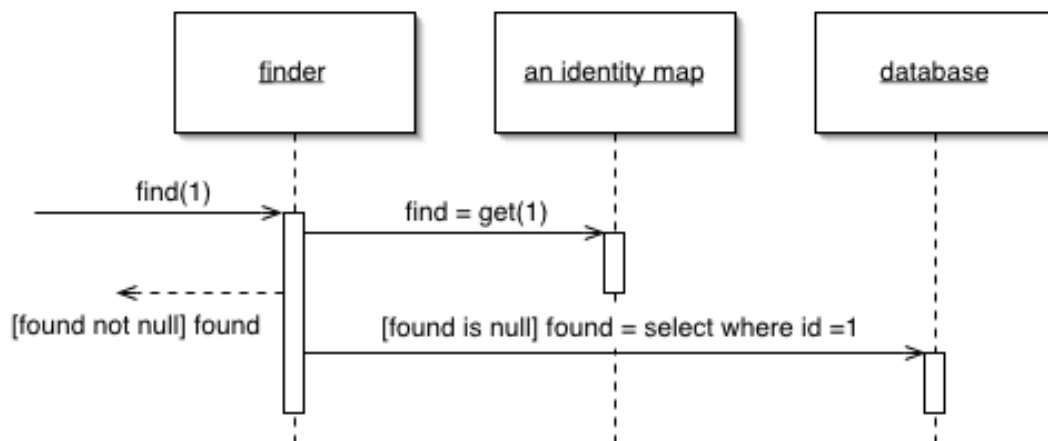 finder
an identity map
database
find(1)
find = get(1)
[found not null] found
[found is null] found = select where id =1